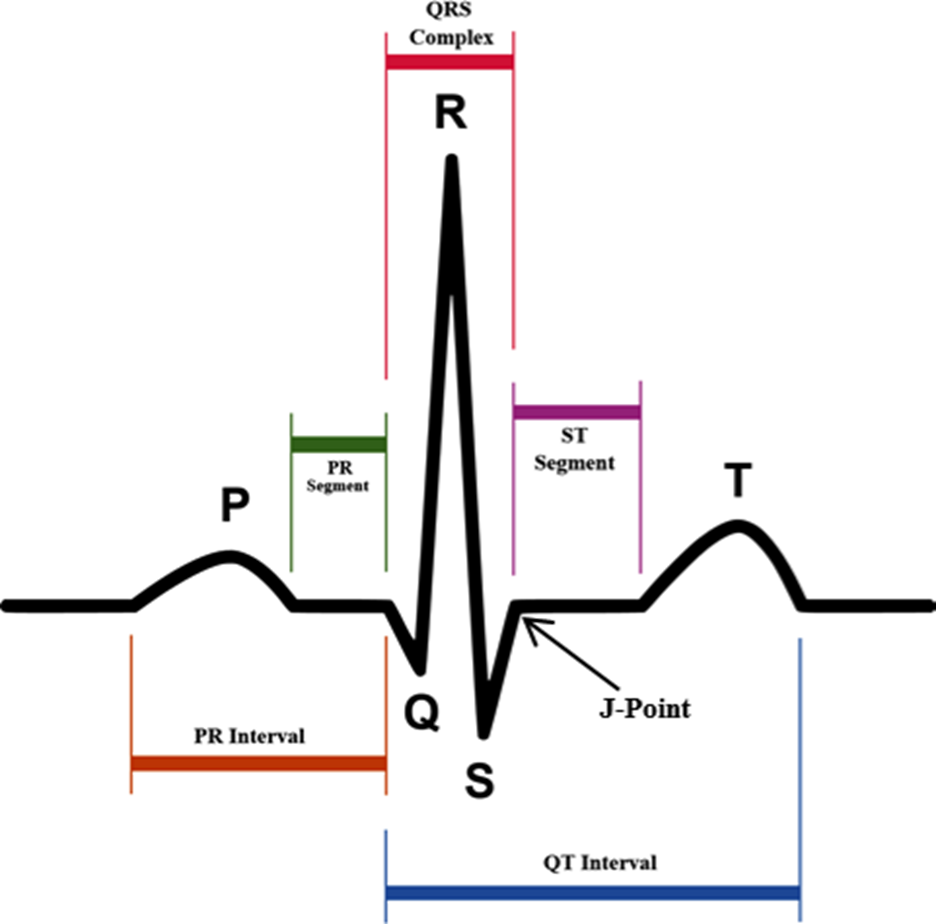 QRS
Complex
R
ST
Segment
PR
Segment
T
P
J-Point
Q
PR Interval
S
QT Interval